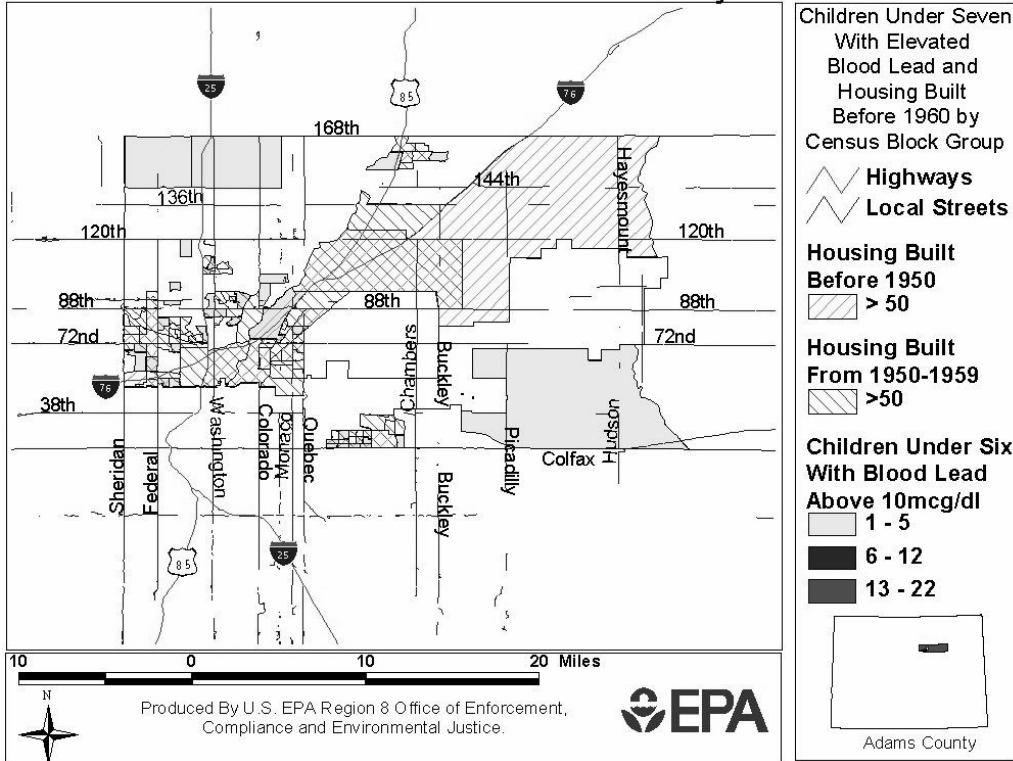 25
85
76
168th
144th
136th
Hayesmount
120th
120th
88th
88th
88th
72nd
72nd
76
38th
Sheridan
Federal
Washington
Colorado
Monaco
Quebec
Chambers
Buckley
Buckley
Picadilly
Hudson
Colfax
85
25
10 0 10 20 Miles
N
Produced By U.S. EPA Region 8 Office of Enforcement,
Compliance and Environmental Justice.
EPA
Children Under Seven
With Elevated
Blood Lead and
Housing Built
Before 1960 by
Census Block Group
Highways
Local Streets
Housing Built
Before 1950
> 50
Housing Built
From 1950-1959
>50
Children Under Six
With Blood Lead
Above 10mcg/dl
1 - 5
6 - 12
13 - 22
Adams County